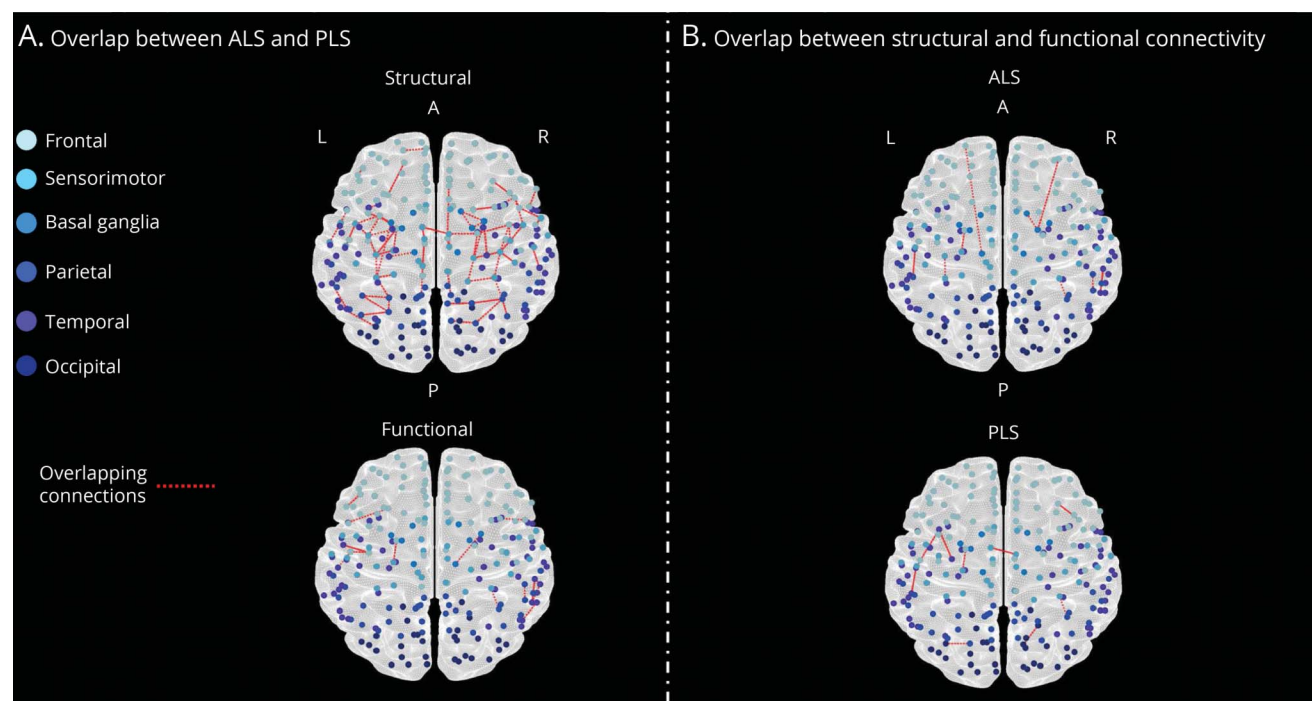 A. Overlap between ALS and PLS
Structural
A
L
R
Frontal
Sensorimotor
Basal ganglia
Parietal
Temporal
Occipital
P
Functional
Overlapping
connections
B. Overlap between structural and functional connectivity
ALS
A
L
R
P
PLS